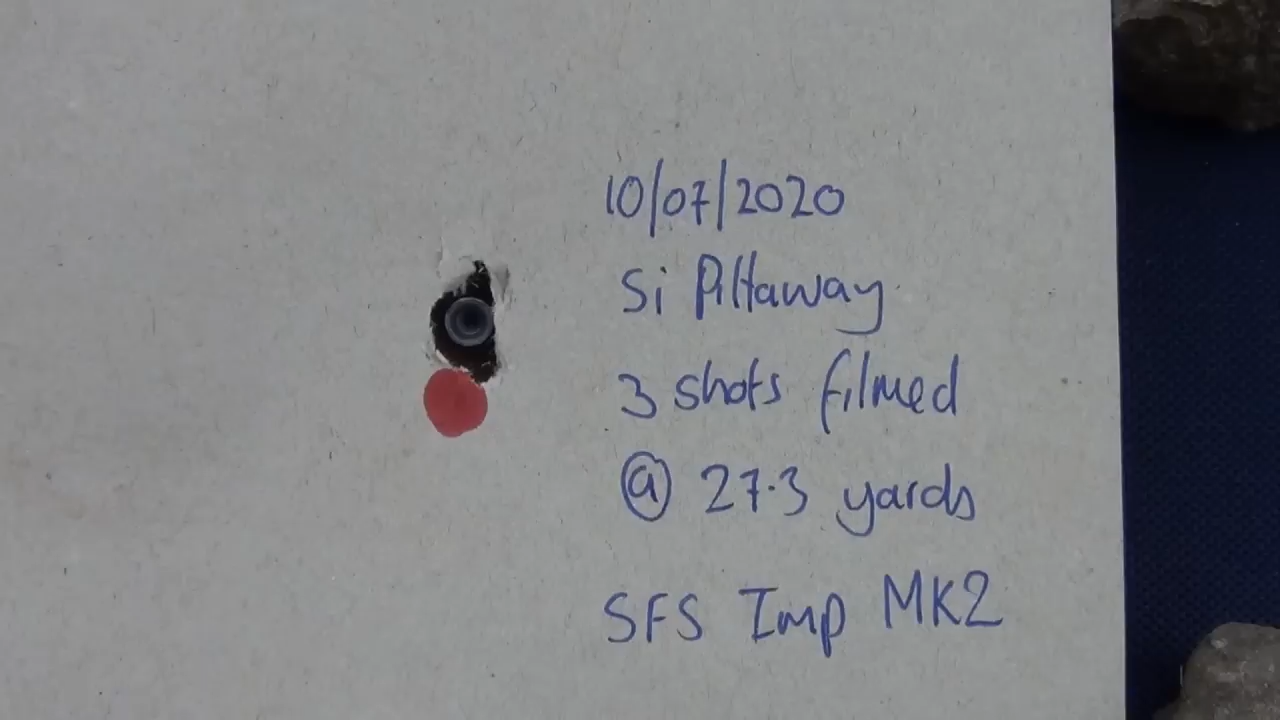 10/07/2020
Si Pittaway
3 shots filmed
@ 27.3 yards
SFS Imp MK2